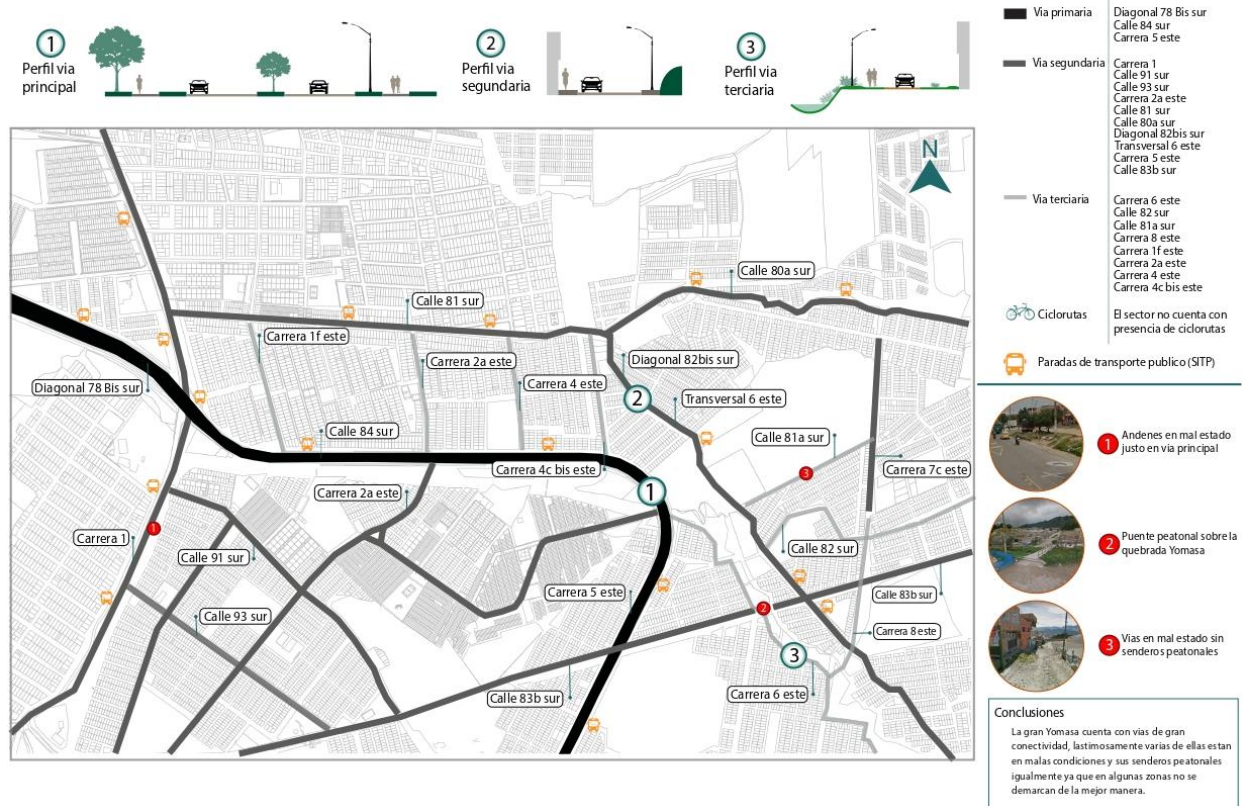 1
Perfil via
principal
2
Perfil via
segundaria
3
Perfil via
terciaria
Via primaria
Diagonal 78 Bis sur
Calle 84 sur
Carrera 5 este
Via segundaria
Carrera 1
Calle 91 sur
Calle 93 sur
Carrera 2a este
Calle 81 sur
Calle 80a sur
Diagonal 82bis sur
Transversal 6 este
Carrera 5 este
Calle 83b sur
Via terciaria
Carrera 6 este
Calle 82 sur
Calle 81a sur
Carrera 8 este
Carrera 1f este
Carrera 2a este
Carrera 4 este
Carrera 4c bis este
Ciclorutas
El sector no cuenta con
presencia de ciclorutas
Paradas de transporte publico (SITP)
N
Calle 80a sur
Calle 81 sur
Carrera 1f este
Carrera 2a este
Diagonal 82bis sur
Diagonal 78 Bis sur
Carrera 4 este
2
Transversal 6 este
Calle 84 sur
Calle 81a sur
Carrera 4c bis este
Carrera 7c este
3
Carrera 2a este
1
1
Carrera 1
Calle 91 sur
Calle 82 sur
Carrera 5 este
Calle 83b sur
2
Calle 93 sur
Carrera 8 este
3
Calle 83b sur
Carrera 6 este
1
Andenes en mal estado
justo en via principal
2
Puente peatonal sobre la
quebrada Yomasa
3
Vias en mal estado sin
senderos peatonales
Conclusiones
La gran Yomasa cuenta con vias de gran
conectividad, lastimosamente varias de ellas estan
en malas condiciones y sus senderos peatonales
igualmente ya que en algunas zonas no se
demarcan de la mejor manera.